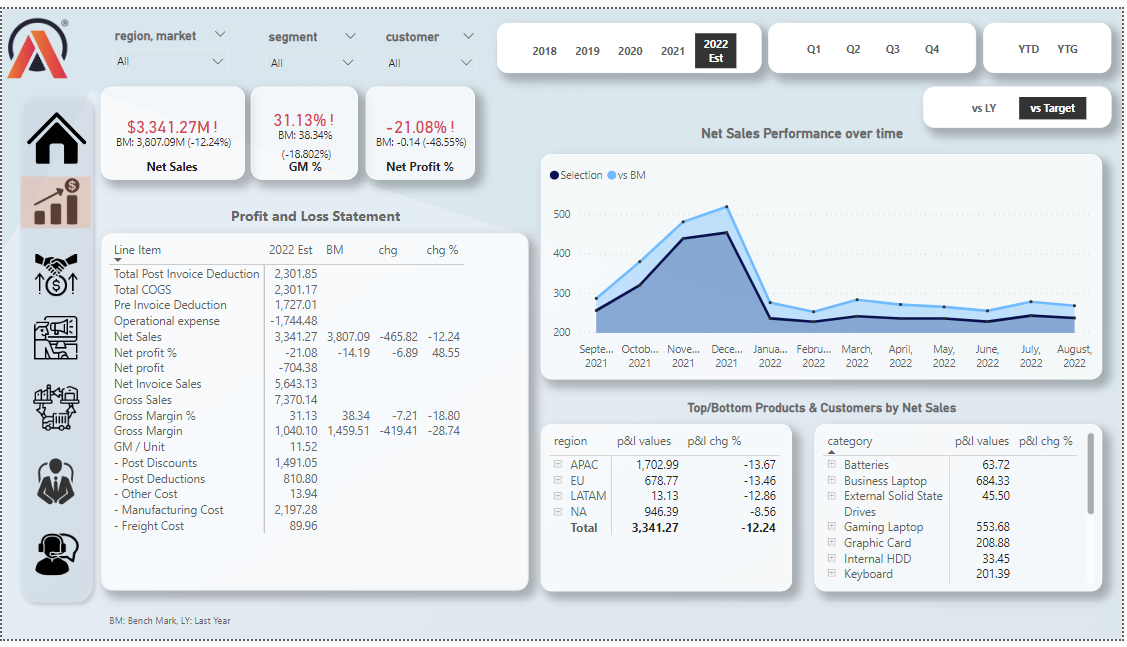 ®
region, market
All
segment
All
customer
All
2018 2019 2020 2021 2022 Est
Q1 Q2 Q3 Q4
YTD YTG
vs LY vs Target
$3,341.27M !
BM: 3,807.09M (-12.24%)
Net Sales
31.13% !
BM: 38.34%
(-18.802%)
GM %
-21.08% !
BM: -0.14 (-48.55%)
Net Profit %
Net Sales Performance over time
Selection vs BM
500
400
300
200
Septe... 2021
Octob... 2021
Nove... 2021
Dece... 2021
Janua... 2022
Febru... 2022
March, 2022
April, 2022
May, 2022
June, 2022
July, 2022
August, 2022
Profit and Loss Statement
Line Item 2022 Est BM chg chg %
Total Post Invoice Deduction 2,301.85
Total COGS 2,301.17
Pre Invoice Deduction 1,727.01
Operational expense -1,744.48
Net Sales 3,341.27 3,807.09 -465.82 -12.24
Net profit % -21.08 -14.19 -6.89 48.55
Net profit -704.38
Net Invoice Sales 5,643.13
Gross Sales 7,370.14
Gross Margin % 31.13 38.34 -7.21 -18.80
Gross Margin 1,040.10 1,459.51 -419.41 -28.74
GM / Unit 11.52
- Post Discounts 1,491.05
- Post Deductions 810.80
- Other Cost 13.94
- Manufacturing Cost 2,197.28
- Freight Cost 89.96
Top/Bottom Products & Customers by Net Sales
region p&l values p&l chg %
APAC 1,702.99 -13.67
EU 678.77 -13.46
LATAM 13.13 -12.86
NA 946.39 -8.56
Total 3,341.27 -12.24
category p&l values p&l chg %
Batteries 63.72
Business Laptop 684.33
External Solid State 45.50
Drives
Gaming Laptop 553.68
Graphic Card 208.88
Internal HDD 33.45
Keyboard 201.39
BM: Bench Mark, LY: Last Year